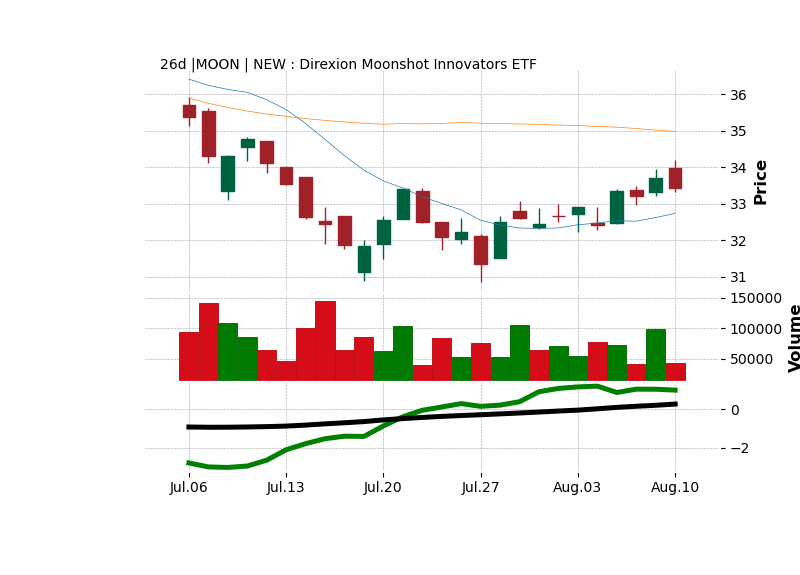 26d |MOON | NEW : Direxion Moonshot Innovators ETF
36
35
34
33
32
31
Price
150000
100000
50000
Volume
0
−2
Jul.06 Jul.13 Jul.20 Jul.27 Aug.03 Aug.10